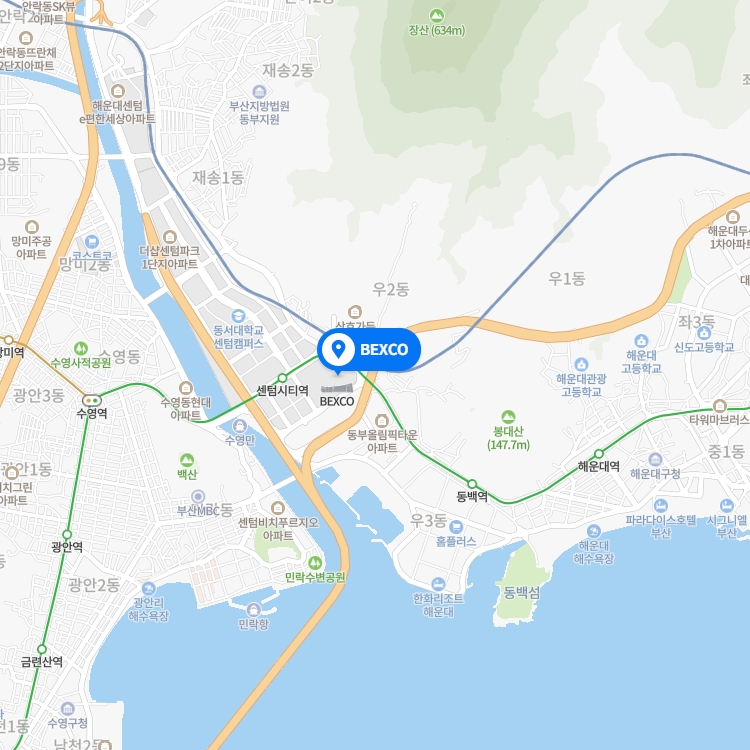 안락동SK뷰
아파트
장산 (634m)
안락동뜨란채
2단지아파트
재송2동
해운대센텀
e편한세상아파트
부산지방법원
동부지원
재송1동
망미주공
아파트
코스트코
망미2동
더샵센텀파크
1단지아파트
해운대두산
1차아파트
우2동
우1동
좌3동
동서대학교
센텀캠퍼스
삼호가든
BEXCO
수영사적공원
수영동
광안3동
수영역
수영동현대
아파트
센텀시티역
BEXCO
해운대
고등학교
신도고등학교
해운대관광
고등학교
타워마브러스
수영만
동부올림픽타운
아파트
봉대산
(147.7m)
중1동
광안1동
백산
해운대역
해운대구청
동백역
부산MBC
센텀비치푸르지오
아파트
우3동
홈플러스
파라다이스호텔
부산
시그니엘
부산
해운대
해수욕장
광안역
광안2동
민락수변공원
광안리
해수욕장
민락항
한화리조트
해운대
동백섬
금련산역
수영구청
남천2동